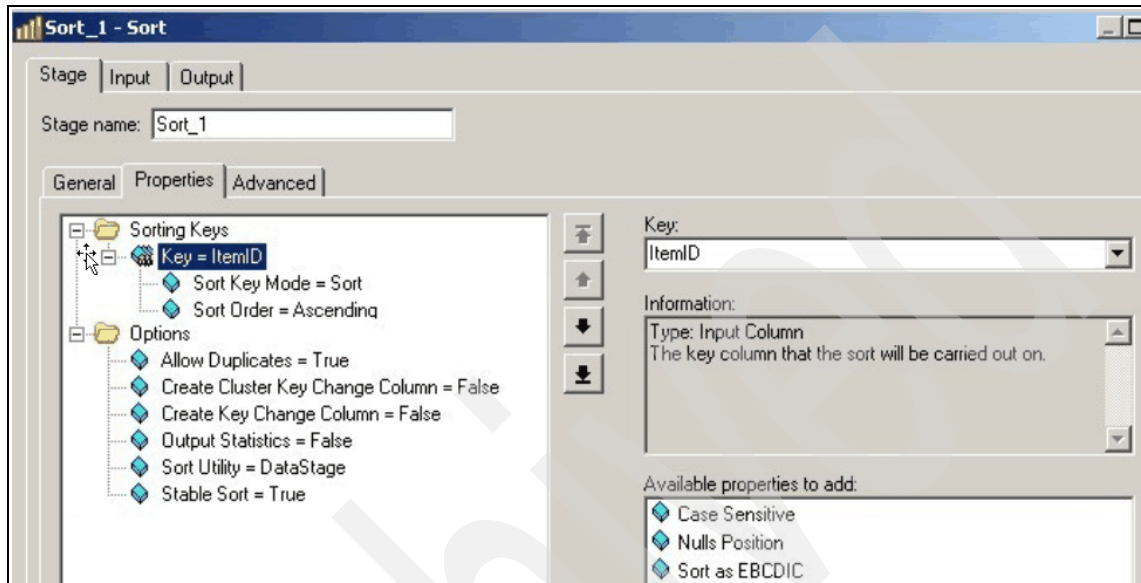 Sort_1 - Sort
Stage Input Output
Stage name: Sort_1
General Properties Advanced
Sorting Keys
Key = ItemID
Sort Key Mode = Sort
Sort Order = Ascending
Options
Allow Duplicates = True
Create Cluster Key Change Column = False
Create Key Change Column = False
Output Statistics = False
Sort Utility = DataStage
Stable Sort = True
Key:
ItemID
Information:
Type: Input Column
The key column that the sort will be carried out on.
Available properties to add:
Case Sensitive
Nulls Position
Sort as EBCDIC